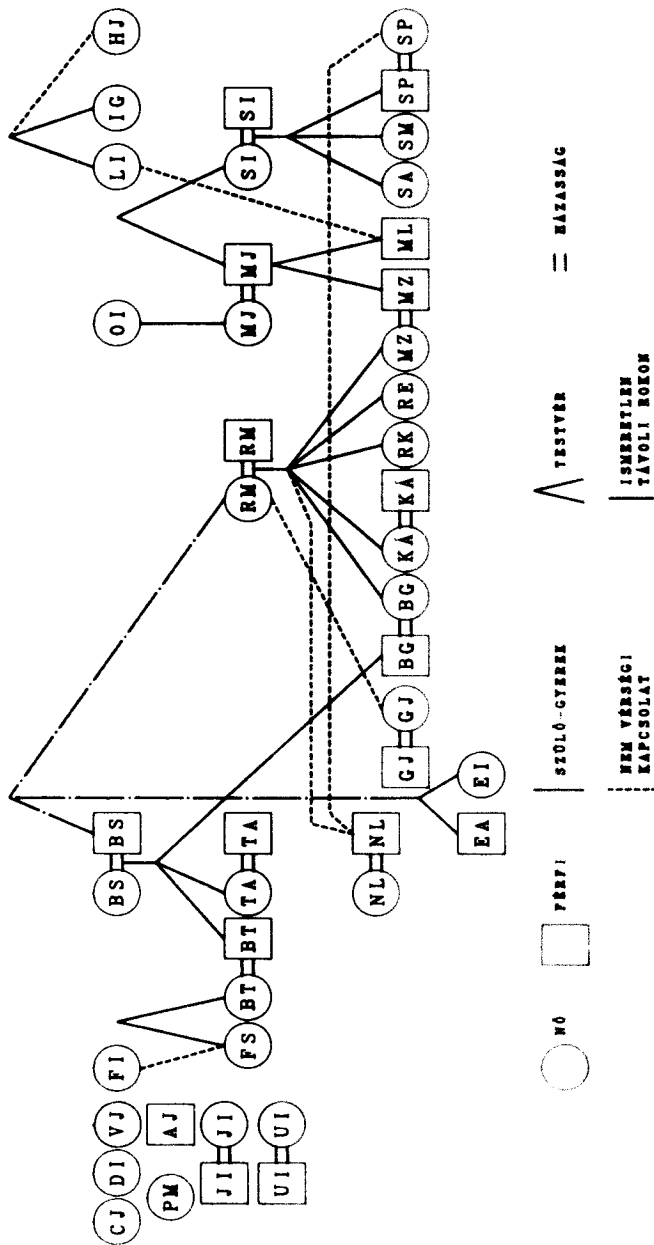 CJ DI VJ FI BS BS OI LI IG HJ
PM AJ
JI JI FS BT BT TA TA RM RM MJ MJ SI SI
UI UI
NL NL GJ GJ BG BG KÁ KÁ RK RE MZ MZ ML SA SM SP SP
EA EI
NŐ
FÉRFI
SZÜLŐ-GYEREK
TESTVÉR
HÁZASSÁG
NEM VÉRSÉGI
KAPCSOLAT
ISMERETLEN
TÁVOLI ROKON